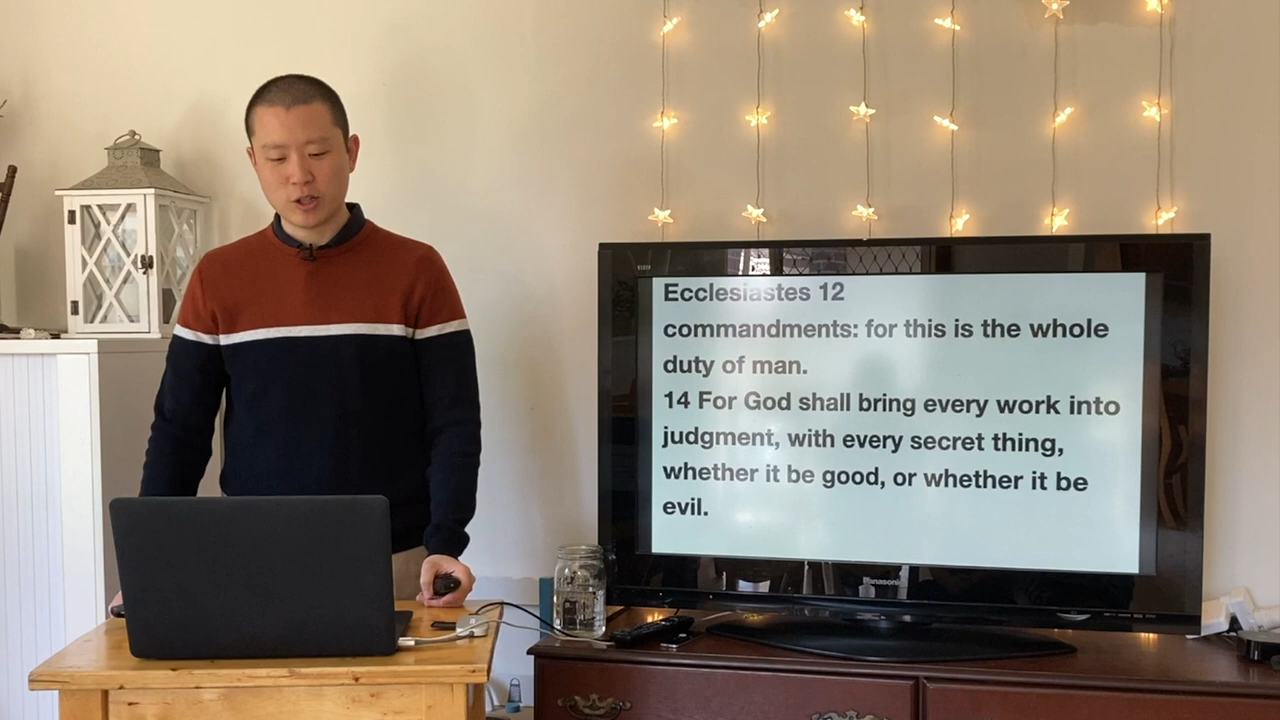 Ecclesiastes 12
commandments: for this is the whole
duty of man.
14 For God shall bring every work into
judgment, with every secret thing,
whether it be good, or whether it be
evil.
Panasonic